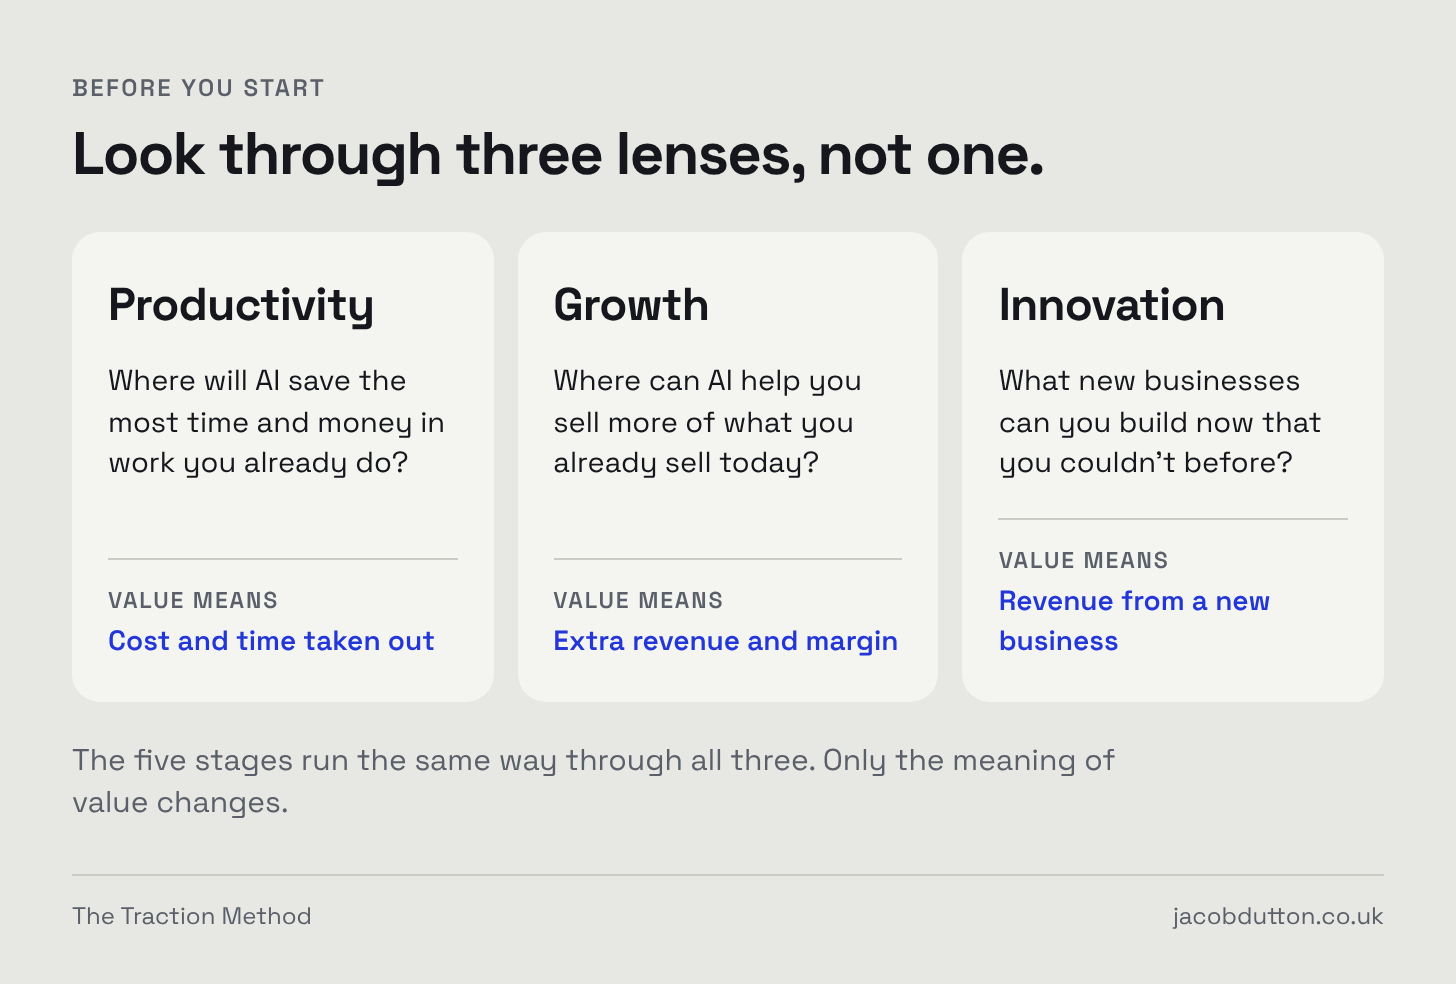 BEFORE YOU START
Look through three lenses, not one.
Productivity
Where will AI save the
most time and money in
work you already do?
VALUE MEANS
Cost and time taken out
Growth
Where can AI help you
sell more of what you
already sell today?
VALUE MEANS
Extra revenue and margin
Innovation
What new businesses
can you build now that
you couldn’t before?
VALUE MEANS
Revenue from a new
business
The five stages run the same way through all three. Only the meaning of
value changes.
The Traction Method
jacobdutton.co.uk